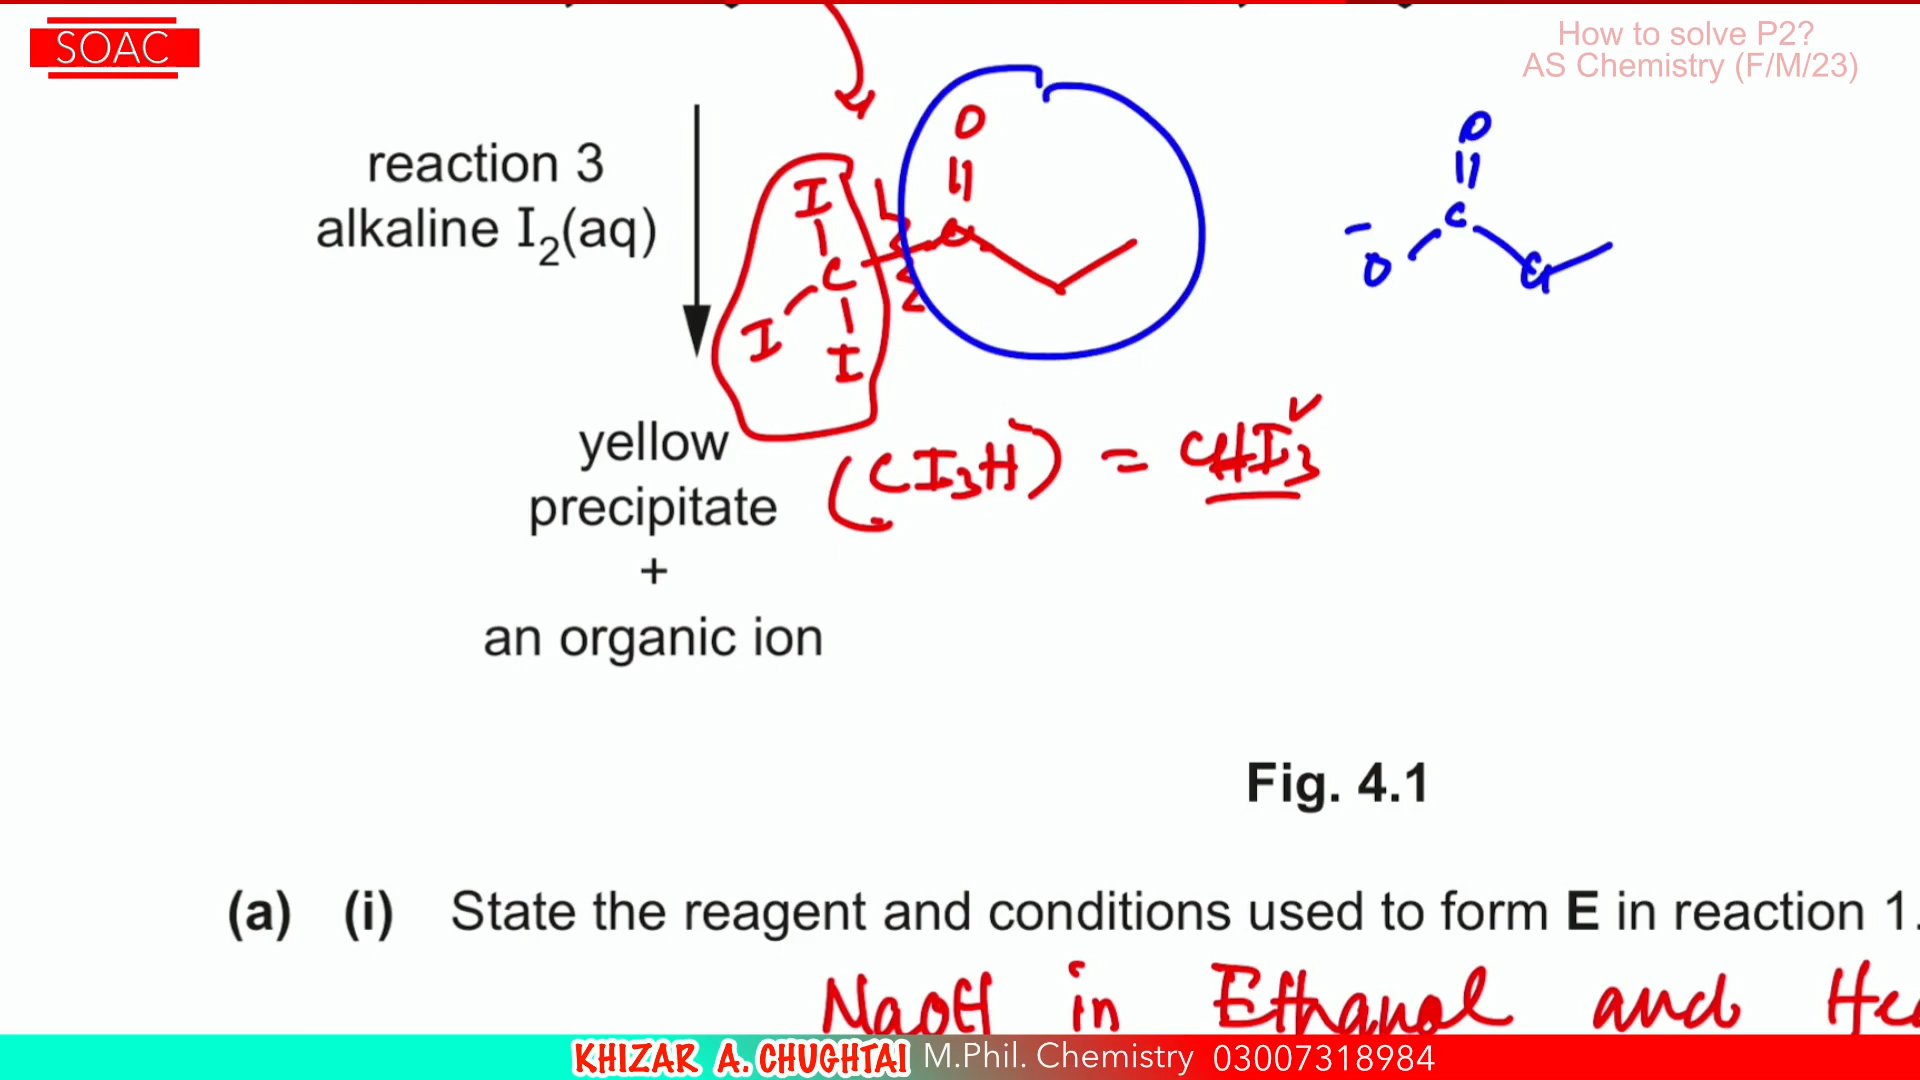 SOAC
How to solve P2?
AS Chemistry (F/M/23)
reaction 3
alkaline I₂(aq)
O
C
I
C
I
I
O
C
⁻O
yellow
precipitate
(CI₃H) = CHI₃ ✓
+
an organic ion
Fig. 4.1
(a) (i) State the reagent and conditions used to form E in reaction 1.
NaOH in Ethanol and
KHIZAR A. CHUGHTAI M.Phil. Chemistry 03007318984